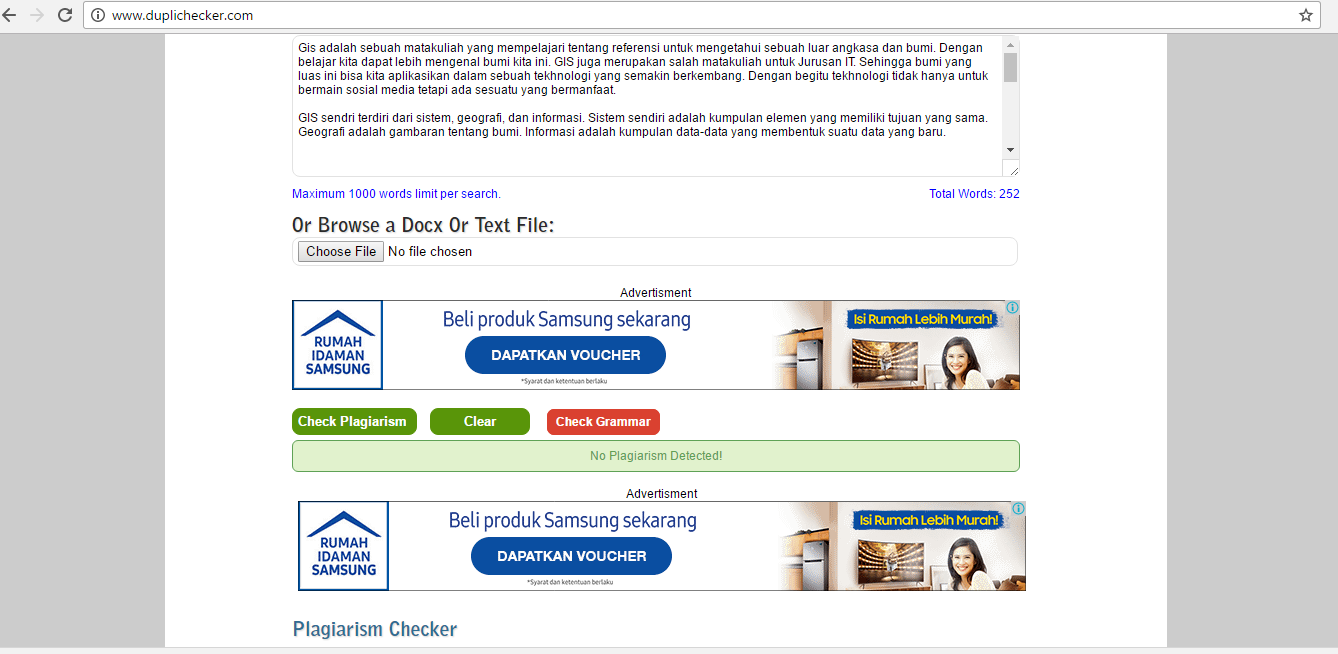 www.duplichecker.com
Gis adalah sebuah matakuliah yang mempelajari tentang referensi untuk mengetahui sebuah luar angkasa dan bumi. Dengan
belajar kita dapat lebih mengenal bumi kita ini. GIS juga merupakan salah matakuliah untuk Jurusan IT. Sehingga bumi yang
luas ini bisa kita aplikasikan dalam sebuah tekhnologi yang semakin berkembang. Dengan begitu tekhnologi tidak hanya untuk
bermain sosial media tetapi ada sesuatu yang bermanfaat.
GIS sendri terdiri dari sistem, geografi, dan informasi. Sistem sendiri adalah kumpulan elemen yang memiliki tujuan yang sama.
Geografi adalah gambaran tentang bumi. Informasi adalah kumpulan data-data yang membentuk suatu data yang baru.
Maximum 1000 words limit per search. Total Words: 252
Or Browse a Docx Or Text File:
Choose File No file chosen
Advertisment
RUMAH
IDAMAN
SAMSUNG
Beli produk Samsung sekarang
DAPATKAN VOUCHER
*Syarat dan ketentuan berlaku
Isi Rumah Lebih Murah!
Check Plagiarism Clear Check Grammar
No Plagiarism Detected!
Advertisment
RUMAH
IDAMAN
SAMSUNG
Beli produk Samsung sekarang
DAPATKAN VOUCHER
*Syarat dan ketentuan berlaku
Isi Rumah Lebih Murah!
Plagiarism Checker